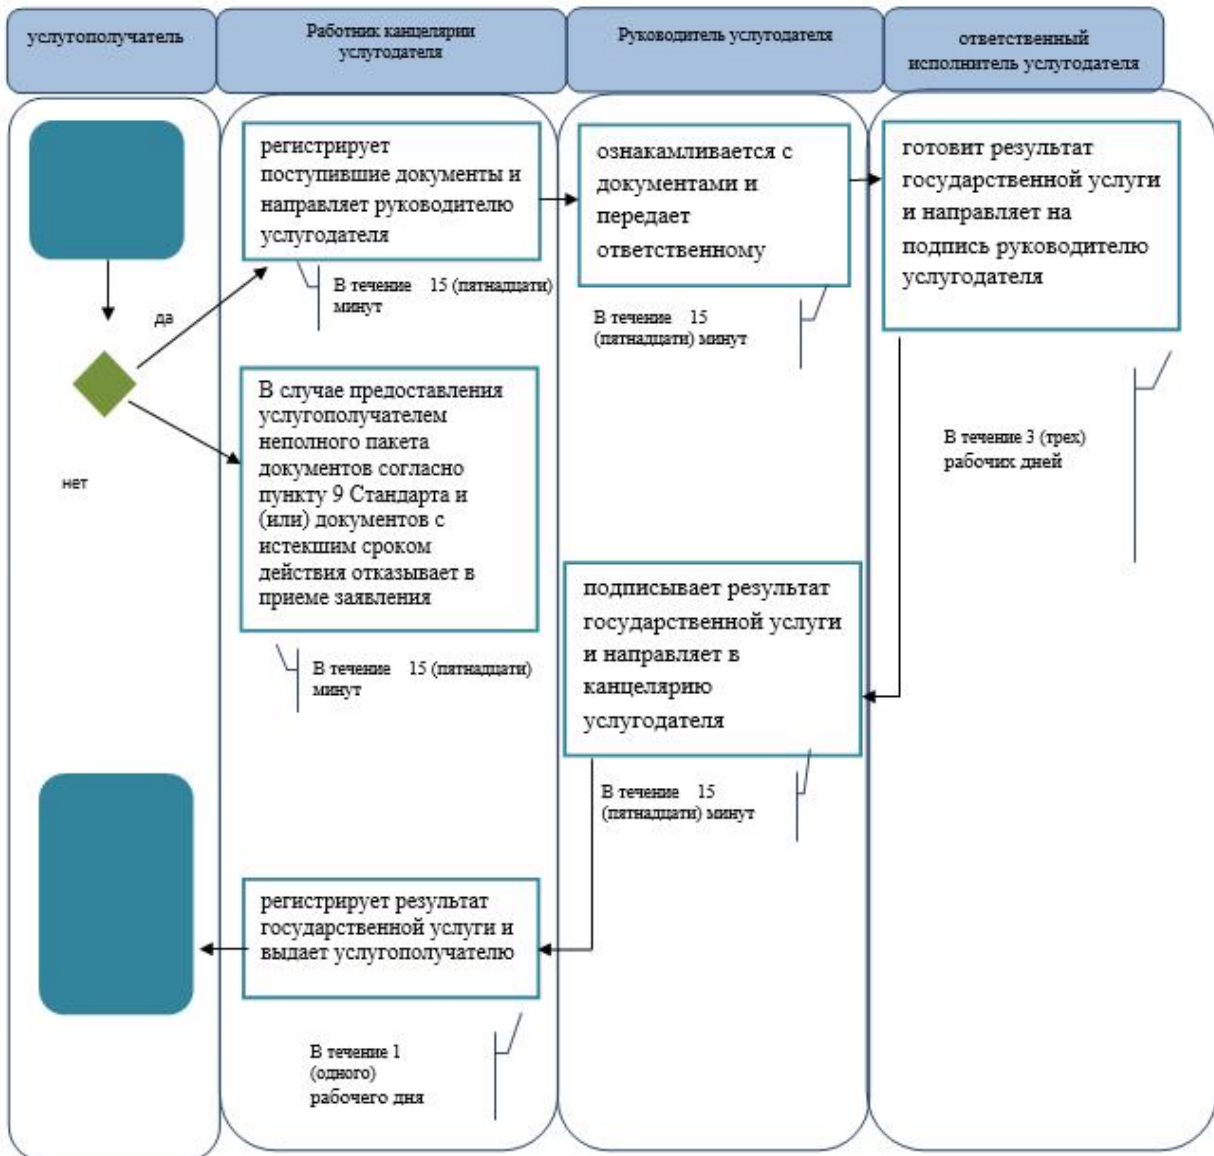 услугополучатель
Работник канцелярии
услугодателя
Руководитель услугодателя
ответственный
исполнитель услугодателя
регистрирует
поступившие документы и
направляет руководителю
услугодателя
В течение 15 (пятнадцати)
минут
ознакамливается с
документами и
передает
ответственному
В течение 15
(пятнадцати) минут
готовит результат
государственной услуги
и направляет на
подпись руководителю
услугодателя
В течение 3 (трех)
рабочих дней
да
нет
В случае предоставления
услугополучателем
неполного пакета
документов согласно
пункту 9 Стандарта и
(или) документов с
истекшим сроком
действия отказывает в
приеме заявления
В течение 15 (пятнадцати)
минут
подписывает результат
государственной услуги
и направляет в
канцелярию
услугодателя
В течение 15
(пятнадцати) минут
регистрирует результат
государственной услуги и
выдает услугополучателю
В течение 1
(одного)
рабочего дня